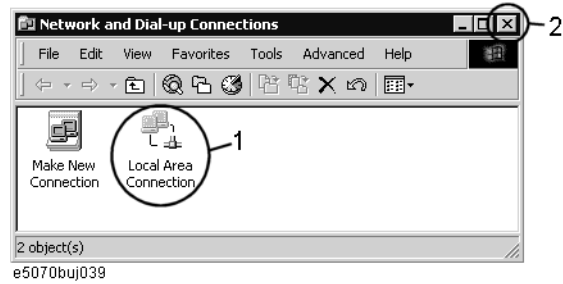 Network and Dial-up Connections
2
File Edit View Favorites Tools Advanced Help
1
Make New
Connection
Local Area
Connection
2 object(s)
e5070buj039